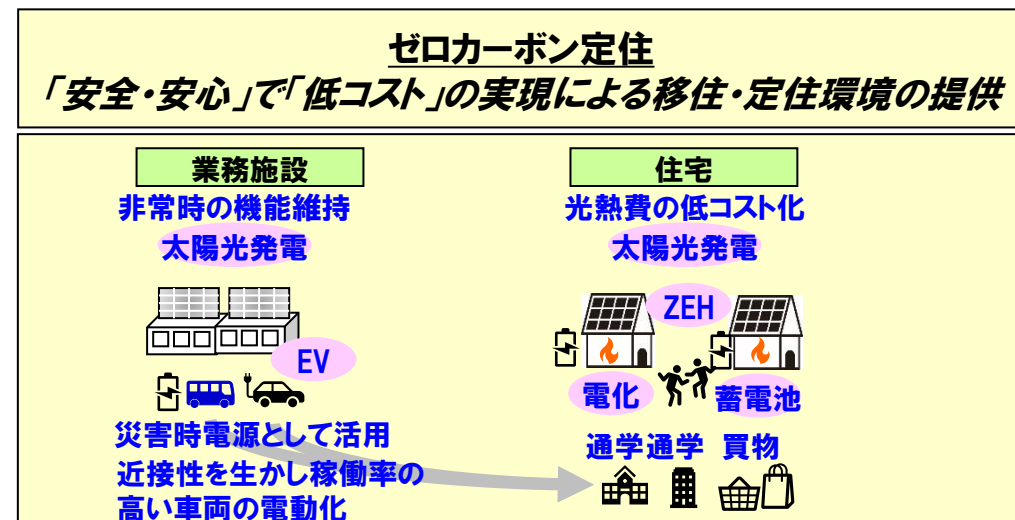 ゼロカーボン定住
「安全・安心」で「低コスト」の実現による移住・定住環境の提供
業務施設
非常時の機能維持
太陽光発電
EV
災害時電源として活用
近接性を生かし稼働率の
高い車両の電動化
住宅
光熱費の低コスト化
太陽光発電
ZEH
電化
蓄電池
通学通学 買物